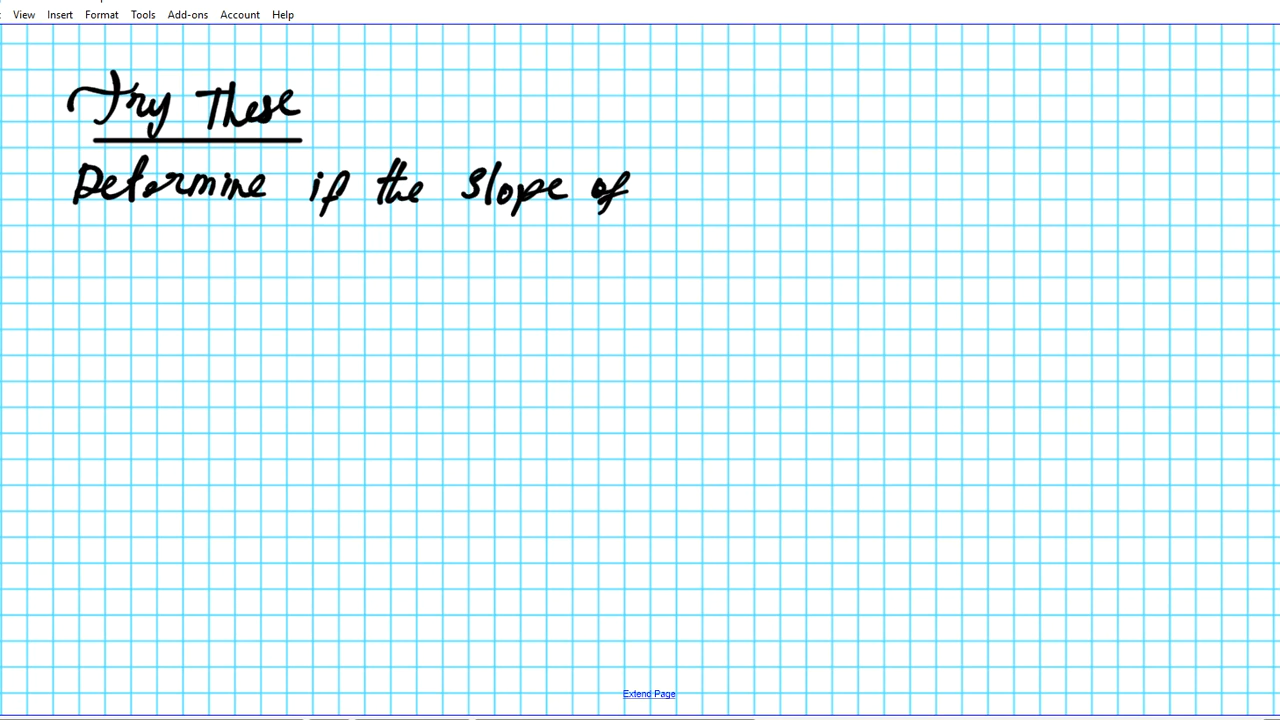 View Insert Format Tools Add-ons Account Help
Try These
Determine if the slope of
Extend Page